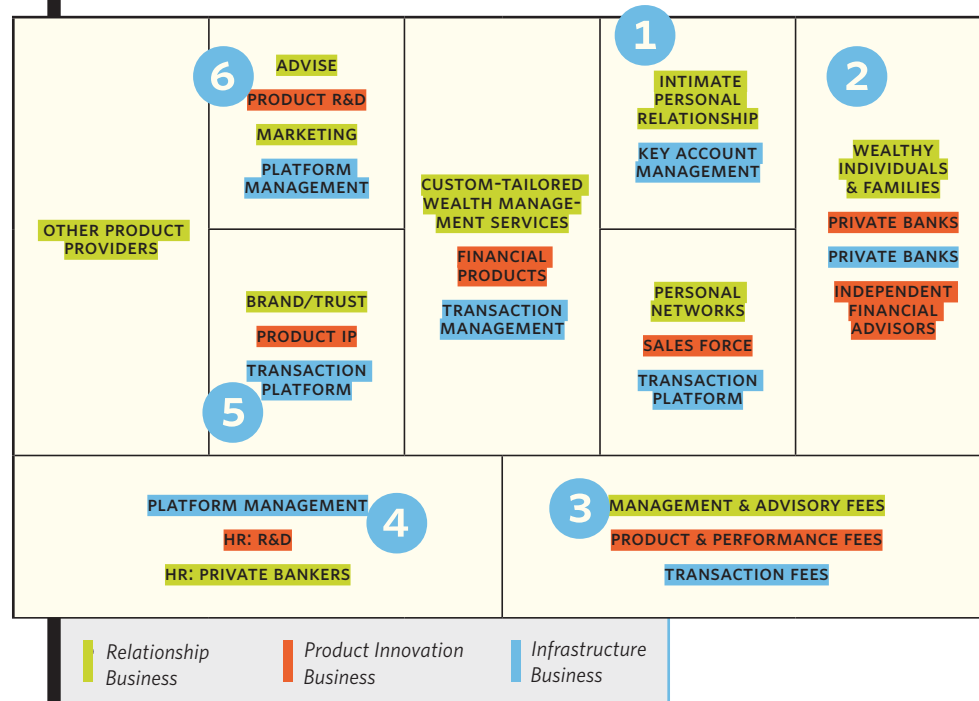 OTHER PRODUCT
PROVIDERS
6
ADVISE
PRODUCT R&D
MARKETING
PLATFORM
MANAGEMENT
BRAND/TRUST
PRODUCT IP
TRANSACTION
PLATFORM
5
CUSTOM-TAILORED
WEALTH MANAGE-
MENT SERVICES
FINANCIAL
PRODUCTS
TRANSACTION
MANAGEMENT
1
INTIMATE
PERSONAL
RELATIONSHIP
KEY ACCOUNT
MANAGEMENT
PERSONAL
NETWORKS
SALES FORCE
TRANSACTION
PLATFORM
2
WEALTHY
INDIVIDUALS
& FAMILIES
PRIVATE BANKS
PRIVATE BANKS
INDEPENDENT
FINANCIAL
ADVISORS
PLATFORM MANAGEMENT
4
HR: R&D
HR: PRIVATE BANKERS
3
MANAGEMENT & ADVISORY FEES
PRODUCT & PERFORMANCE FEES
TRANSACTION FEES
Relationship
Business
Product Innovation
Business
Infrastructure
Business